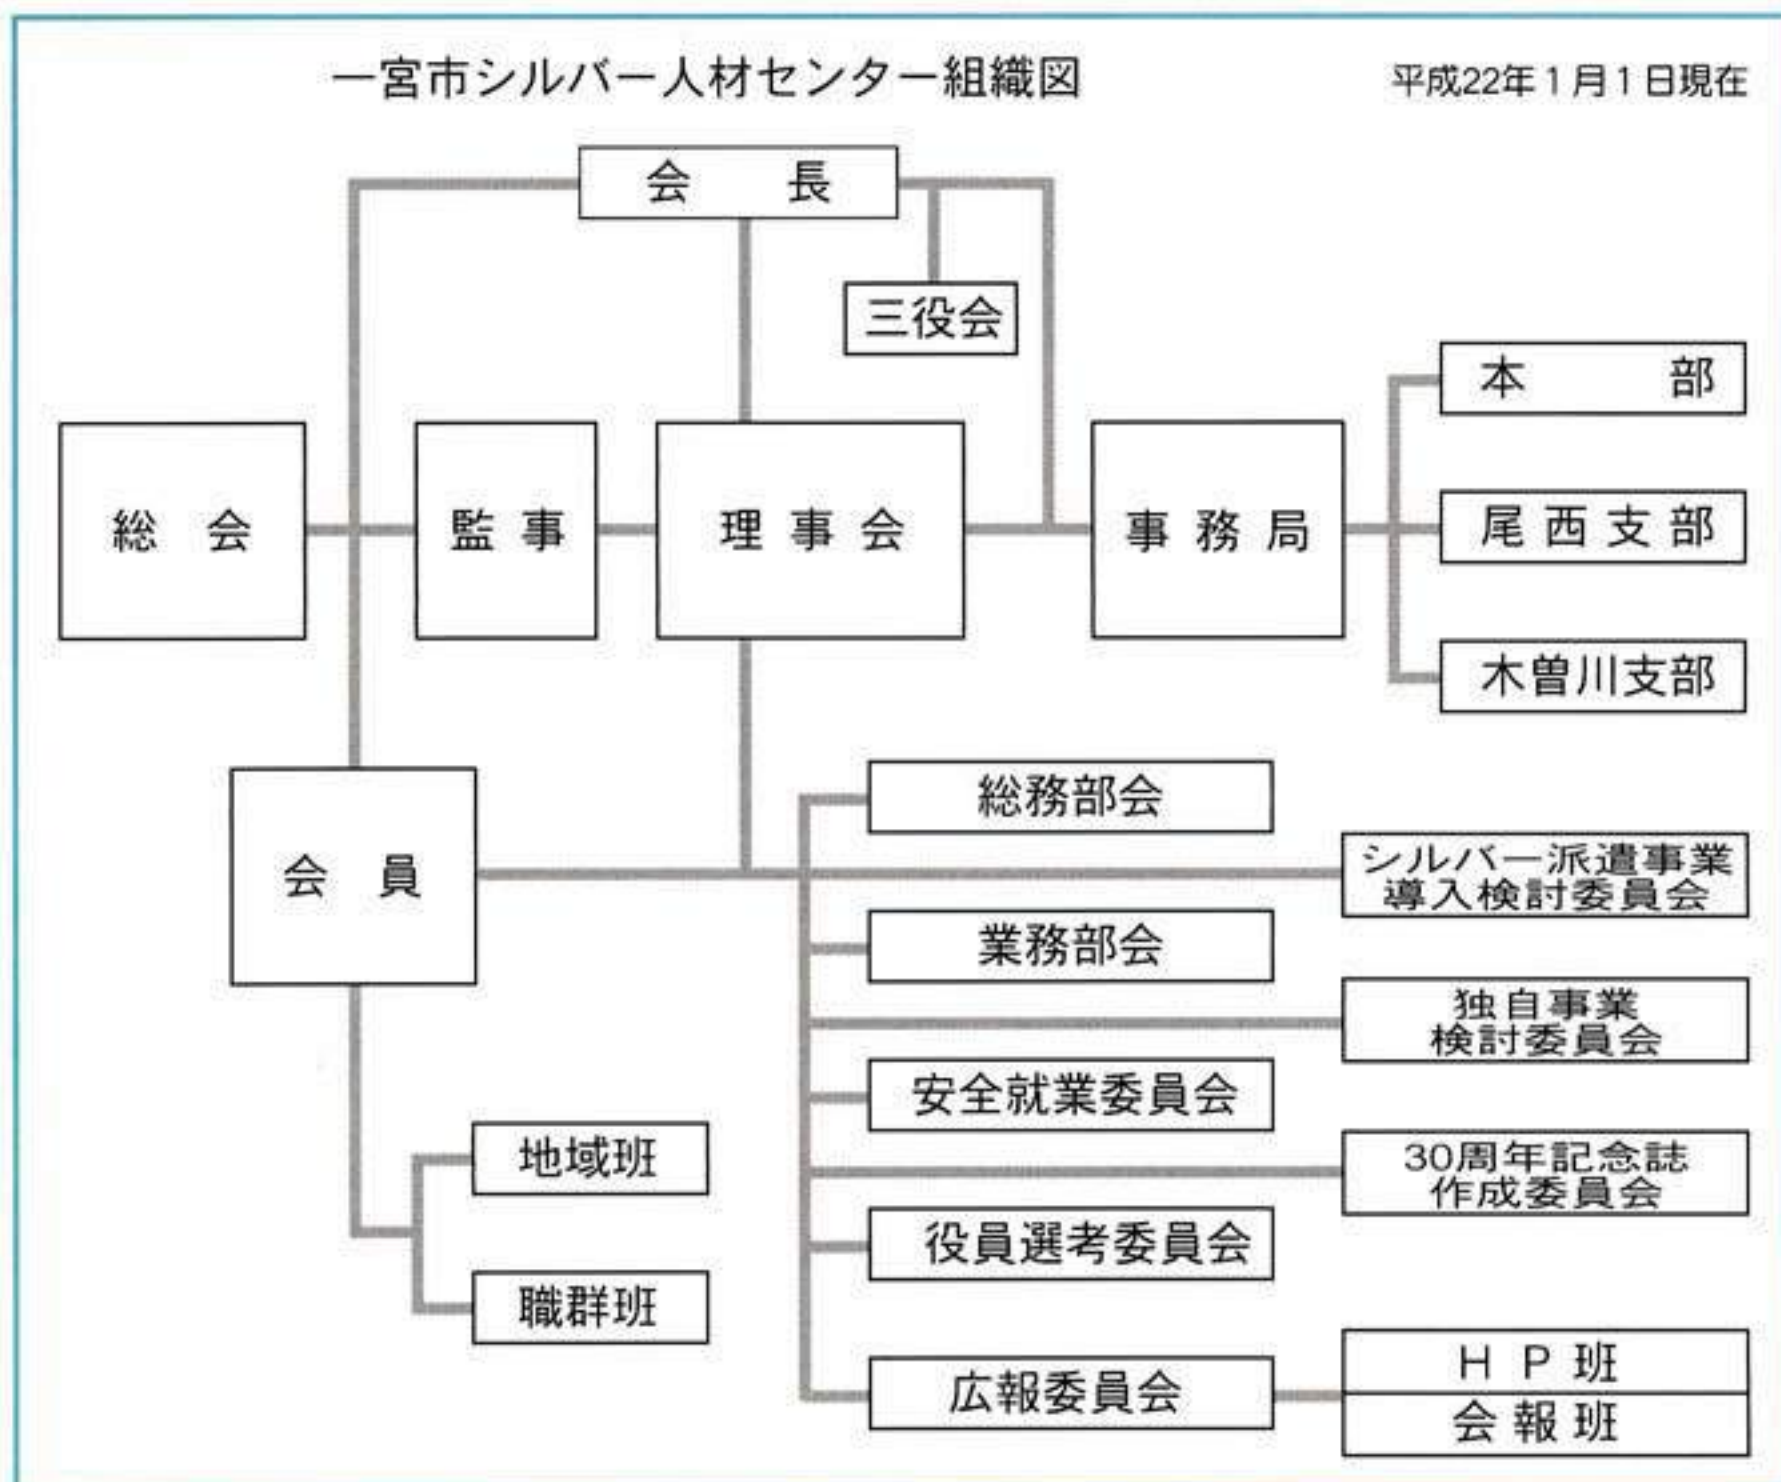 一宮市シルバー人材センター組織図
平成22年1月1日現在
会長
三役会
本部
総会
監事
理事会
事務局
尾西支部
木曽川支部
会員
総務部会
シルバー派遣事業
導入検討委員会
業務部会
独自事業
検討委員会
安全就業委員会
地域班
30周年記念誌
作成委員会
役員選考委員会
職群班
広報委員会
HP班
会報班